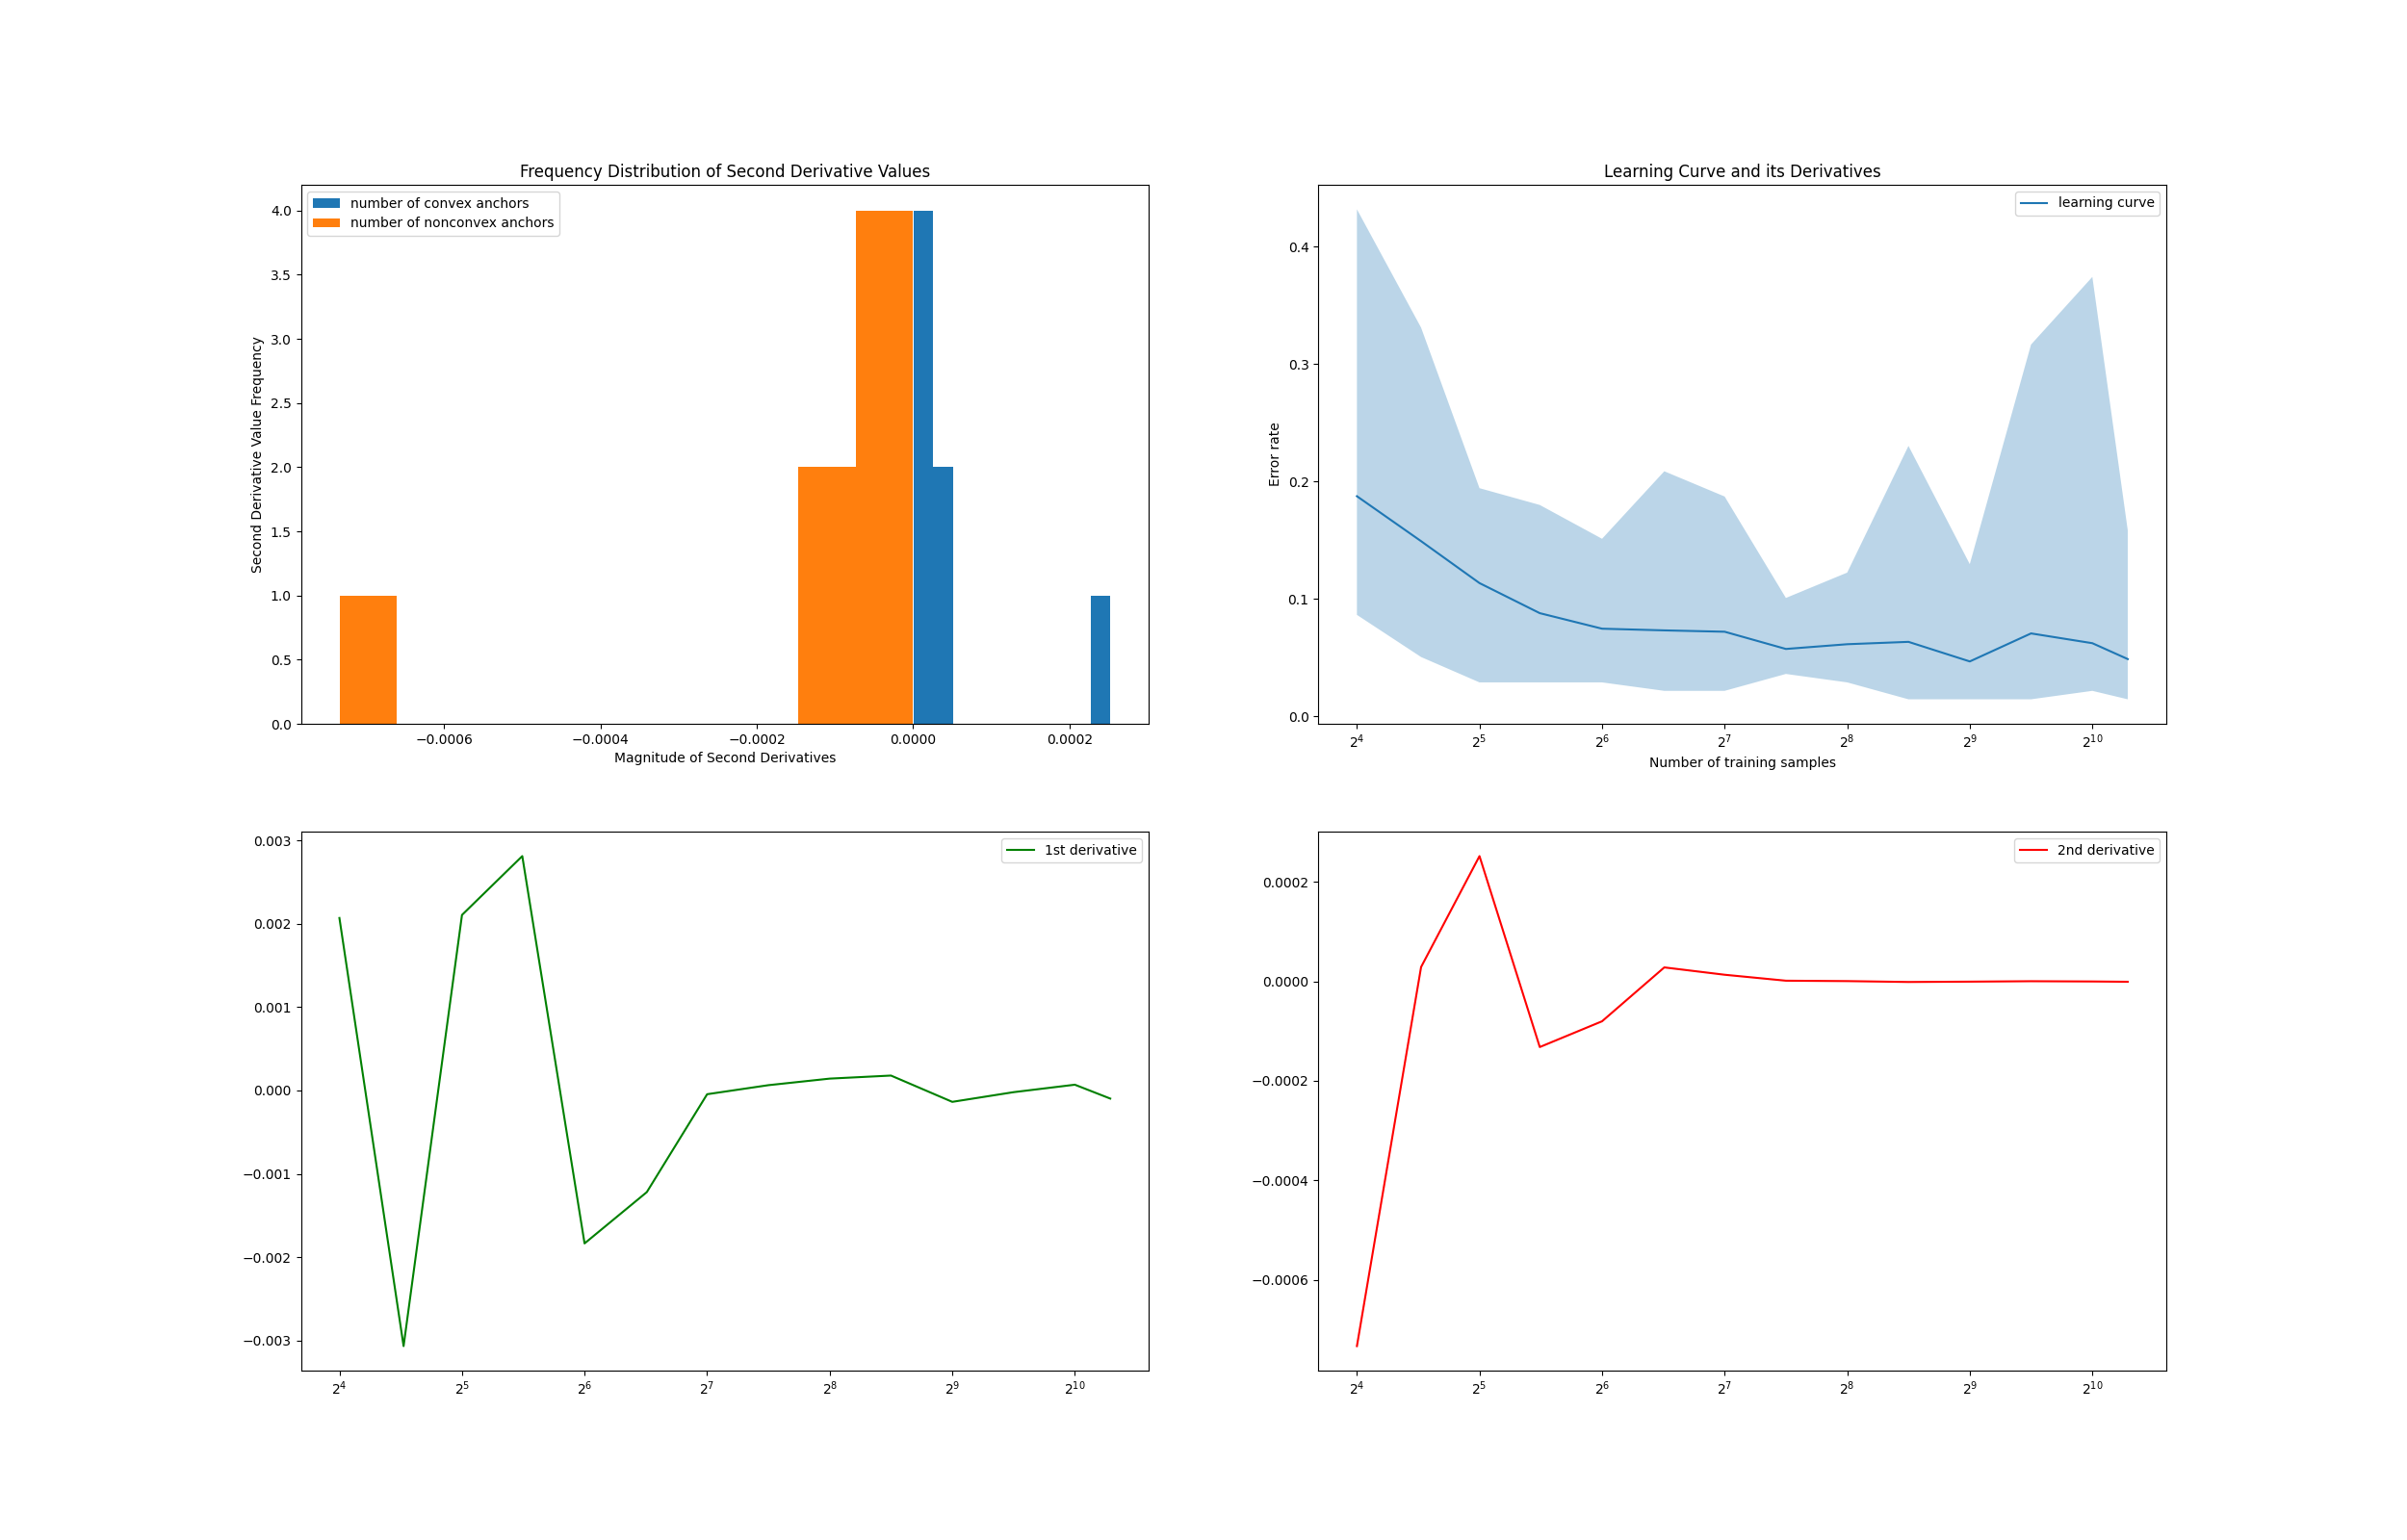 Frequency Distribution of Second Derivative Values
number of convex anchors
number of nonconvex anchors
Second Derivative Value Frequency
4.0
3.5
3.0
2.5
2.0
1.5
1.0
0.5
0.0
−0.0006 −0.0004 −0.0002 0.0000 0.0002
Magnitude of Second Derivatives
Learning Curve and its Derivatives
learning curve
Error rate
0.4
0.3
0.2
0.1
0.0
2⁴ 2⁵ 2⁶ 2⁷ 2⁸ 2⁹ 2¹⁰
Number of training samples
1st derivative
0.003
0.002
0.001
0.000
−0.001
−0.002
−0.003
2⁴ 2⁵ 2⁶ 2⁷ 2⁸ 2⁹ 2¹⁰
2nd derivative
0.0002
0.0000
−0.0002
−0.0004
−0.0006
2⁴ 2⁵ 2⁶ 2⁷ 2⁸ 2⁹ 2¹⁰